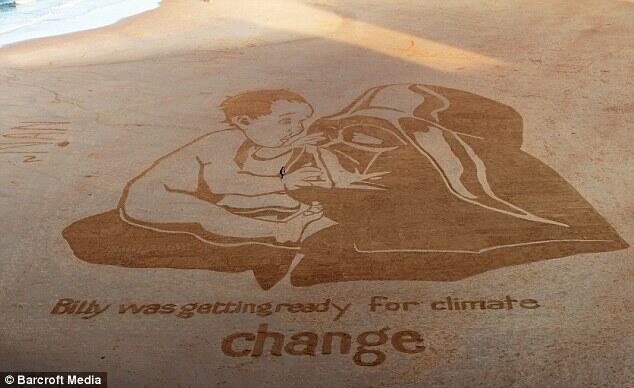 Billy was getting ready for climate
change
© Barcroft Media